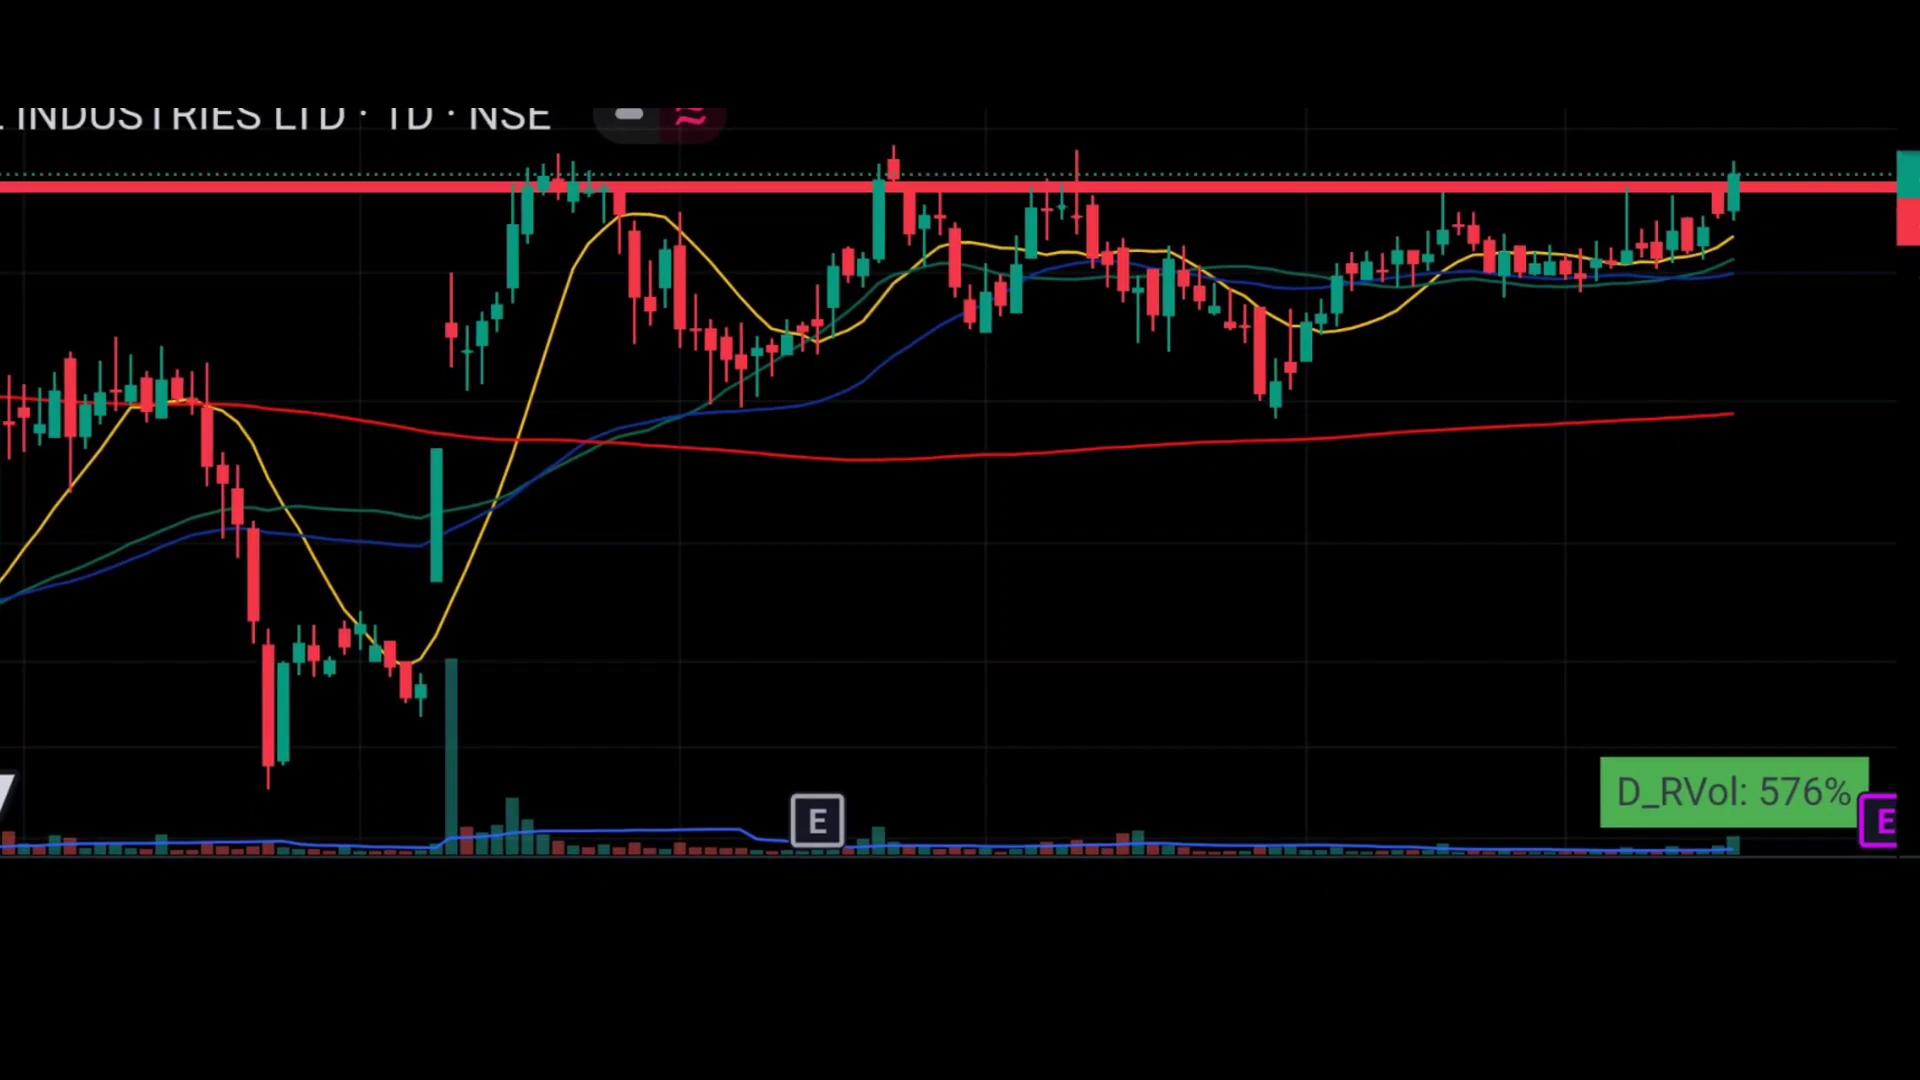 INDUSTRIES LTD · 1D · NSE
E
D_RVol: 576%
E